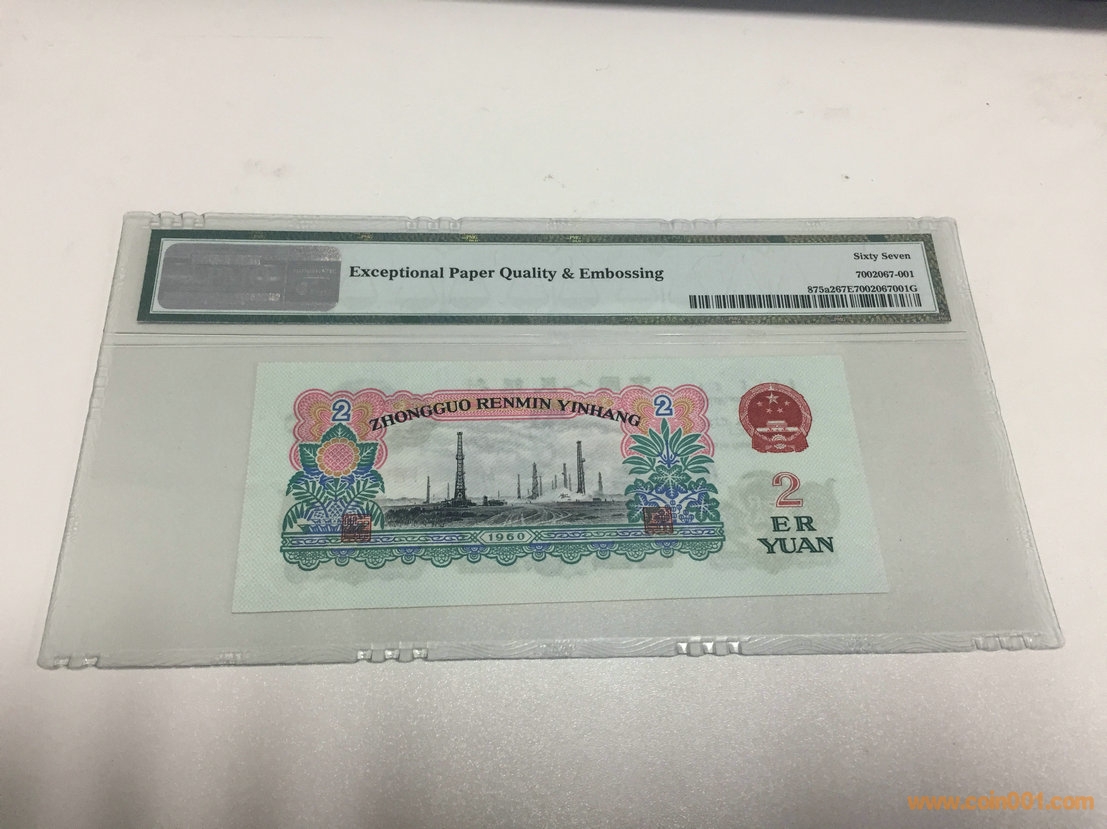 Exceptional Paper Quality & Embossing
Sixty Seven
7002067-001
875a267E7002067001G
2
ZHONGGUO RENMIN YINHANG
2
2
ER
YUAN
1960
www.coin001.com